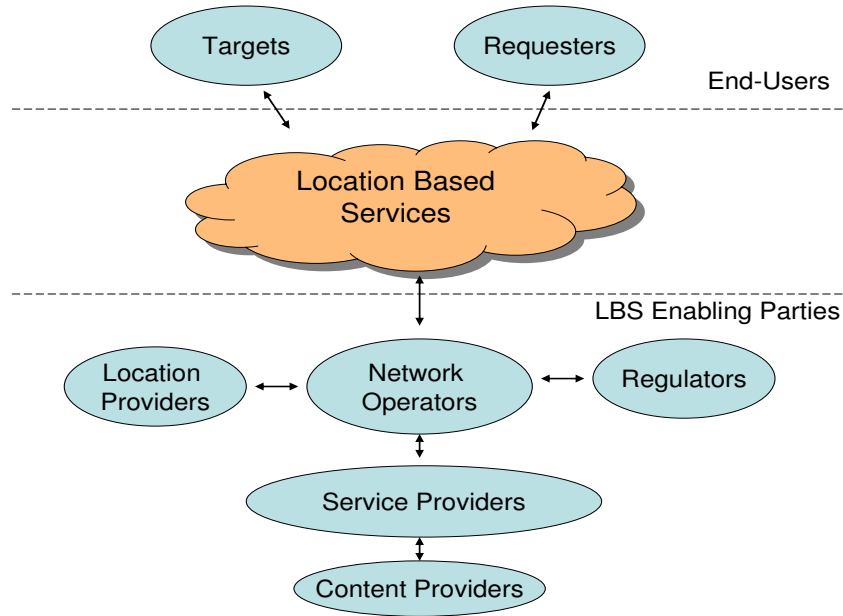 Targets
Requesters
End-Users
Location Based
Services
LBS Enabling Parties
Location
Providers
Network
Operators
Regulators
Service Providers
Content Providers